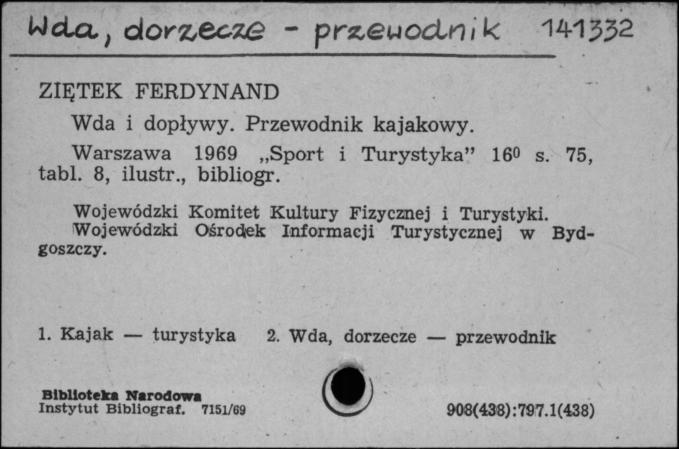 Wda, dorzecze - przewodnik 141332
ZIĘTEK FERDYNAND
Wda i dopływy. Przewodnik kajakowy.
Warszawa 1969 „Sport i Turystyka” 16⁰ s. 75,
tabl. 8, ilustr., bibliogr.
Wojewódzki Komitet Kultury Fizycznej i Turystyki.
Wojewódzki Ośrodek Informacji Turystycznej w Byd-
goszczy.
1. Kajak — turystyka 2. Wda, dorzecze — przewodnik
Biblioteka Narodowa
Instytut Bibliograf. 7151/69
908(438):797.1(438)